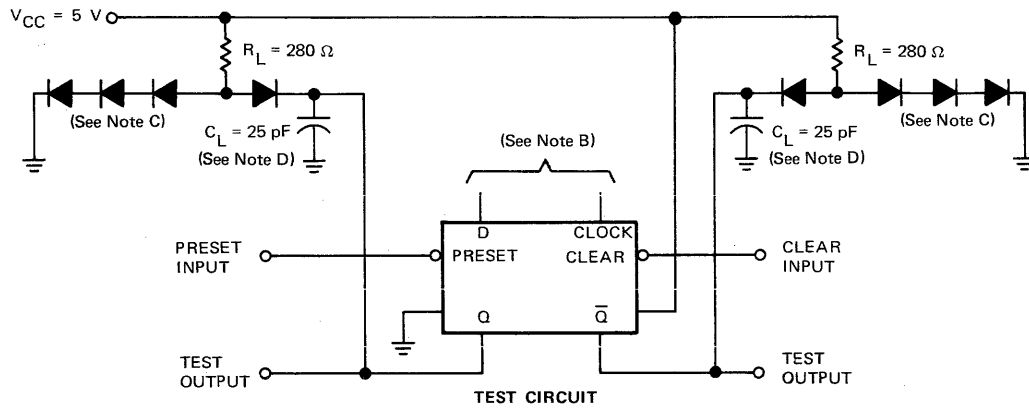 V_CC = 5 V
R_L = 280 Ω
R_L = 280 Ω
(See Note C)
C_L = 25 pF
(See Note D)
(See Note B)
C_L = 25 pF
(See Note D)
(See Note C)
D
CLOCK
PRESET
INPUT
PRESET
CLEAR
CLEAR
INPUT
Q
Q̅
TEST
OUTPUT
TEST
OUTPUT
TEST CIRCUIT